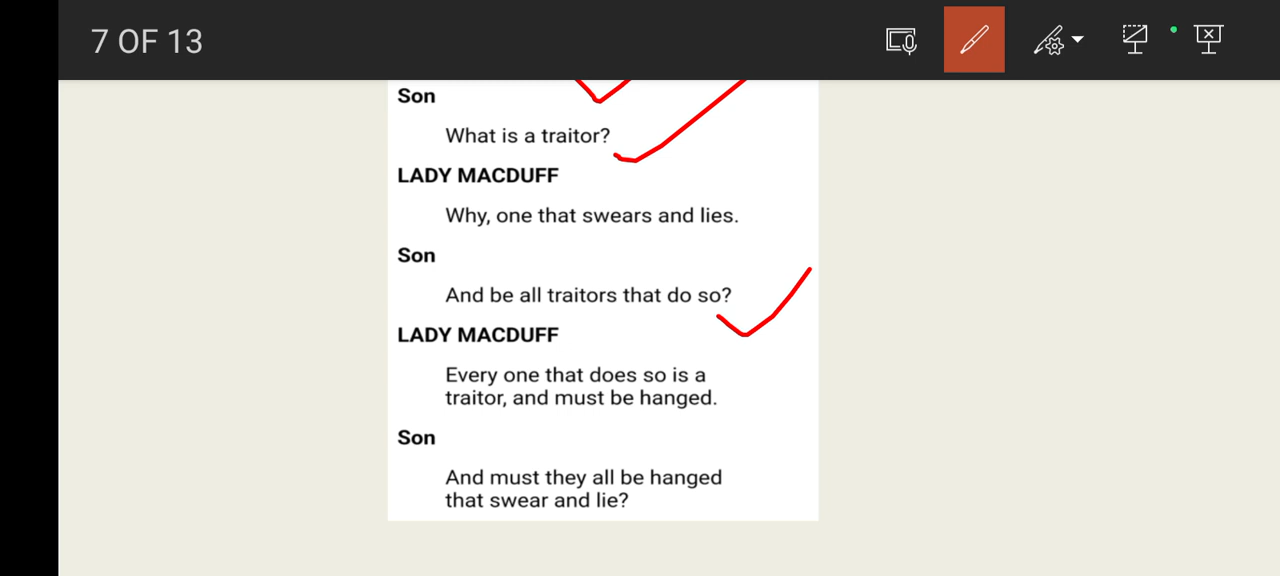 7 OF 13
Son
What is a traitor?
LADY MACDUFF
Why, one that swears and lies.
Son
And be all traitors that do so?
LADY MACDUFF
Every one that does so is a
traitor, and must be hanged.
Son
And must they all be hanged
that swear and lie?